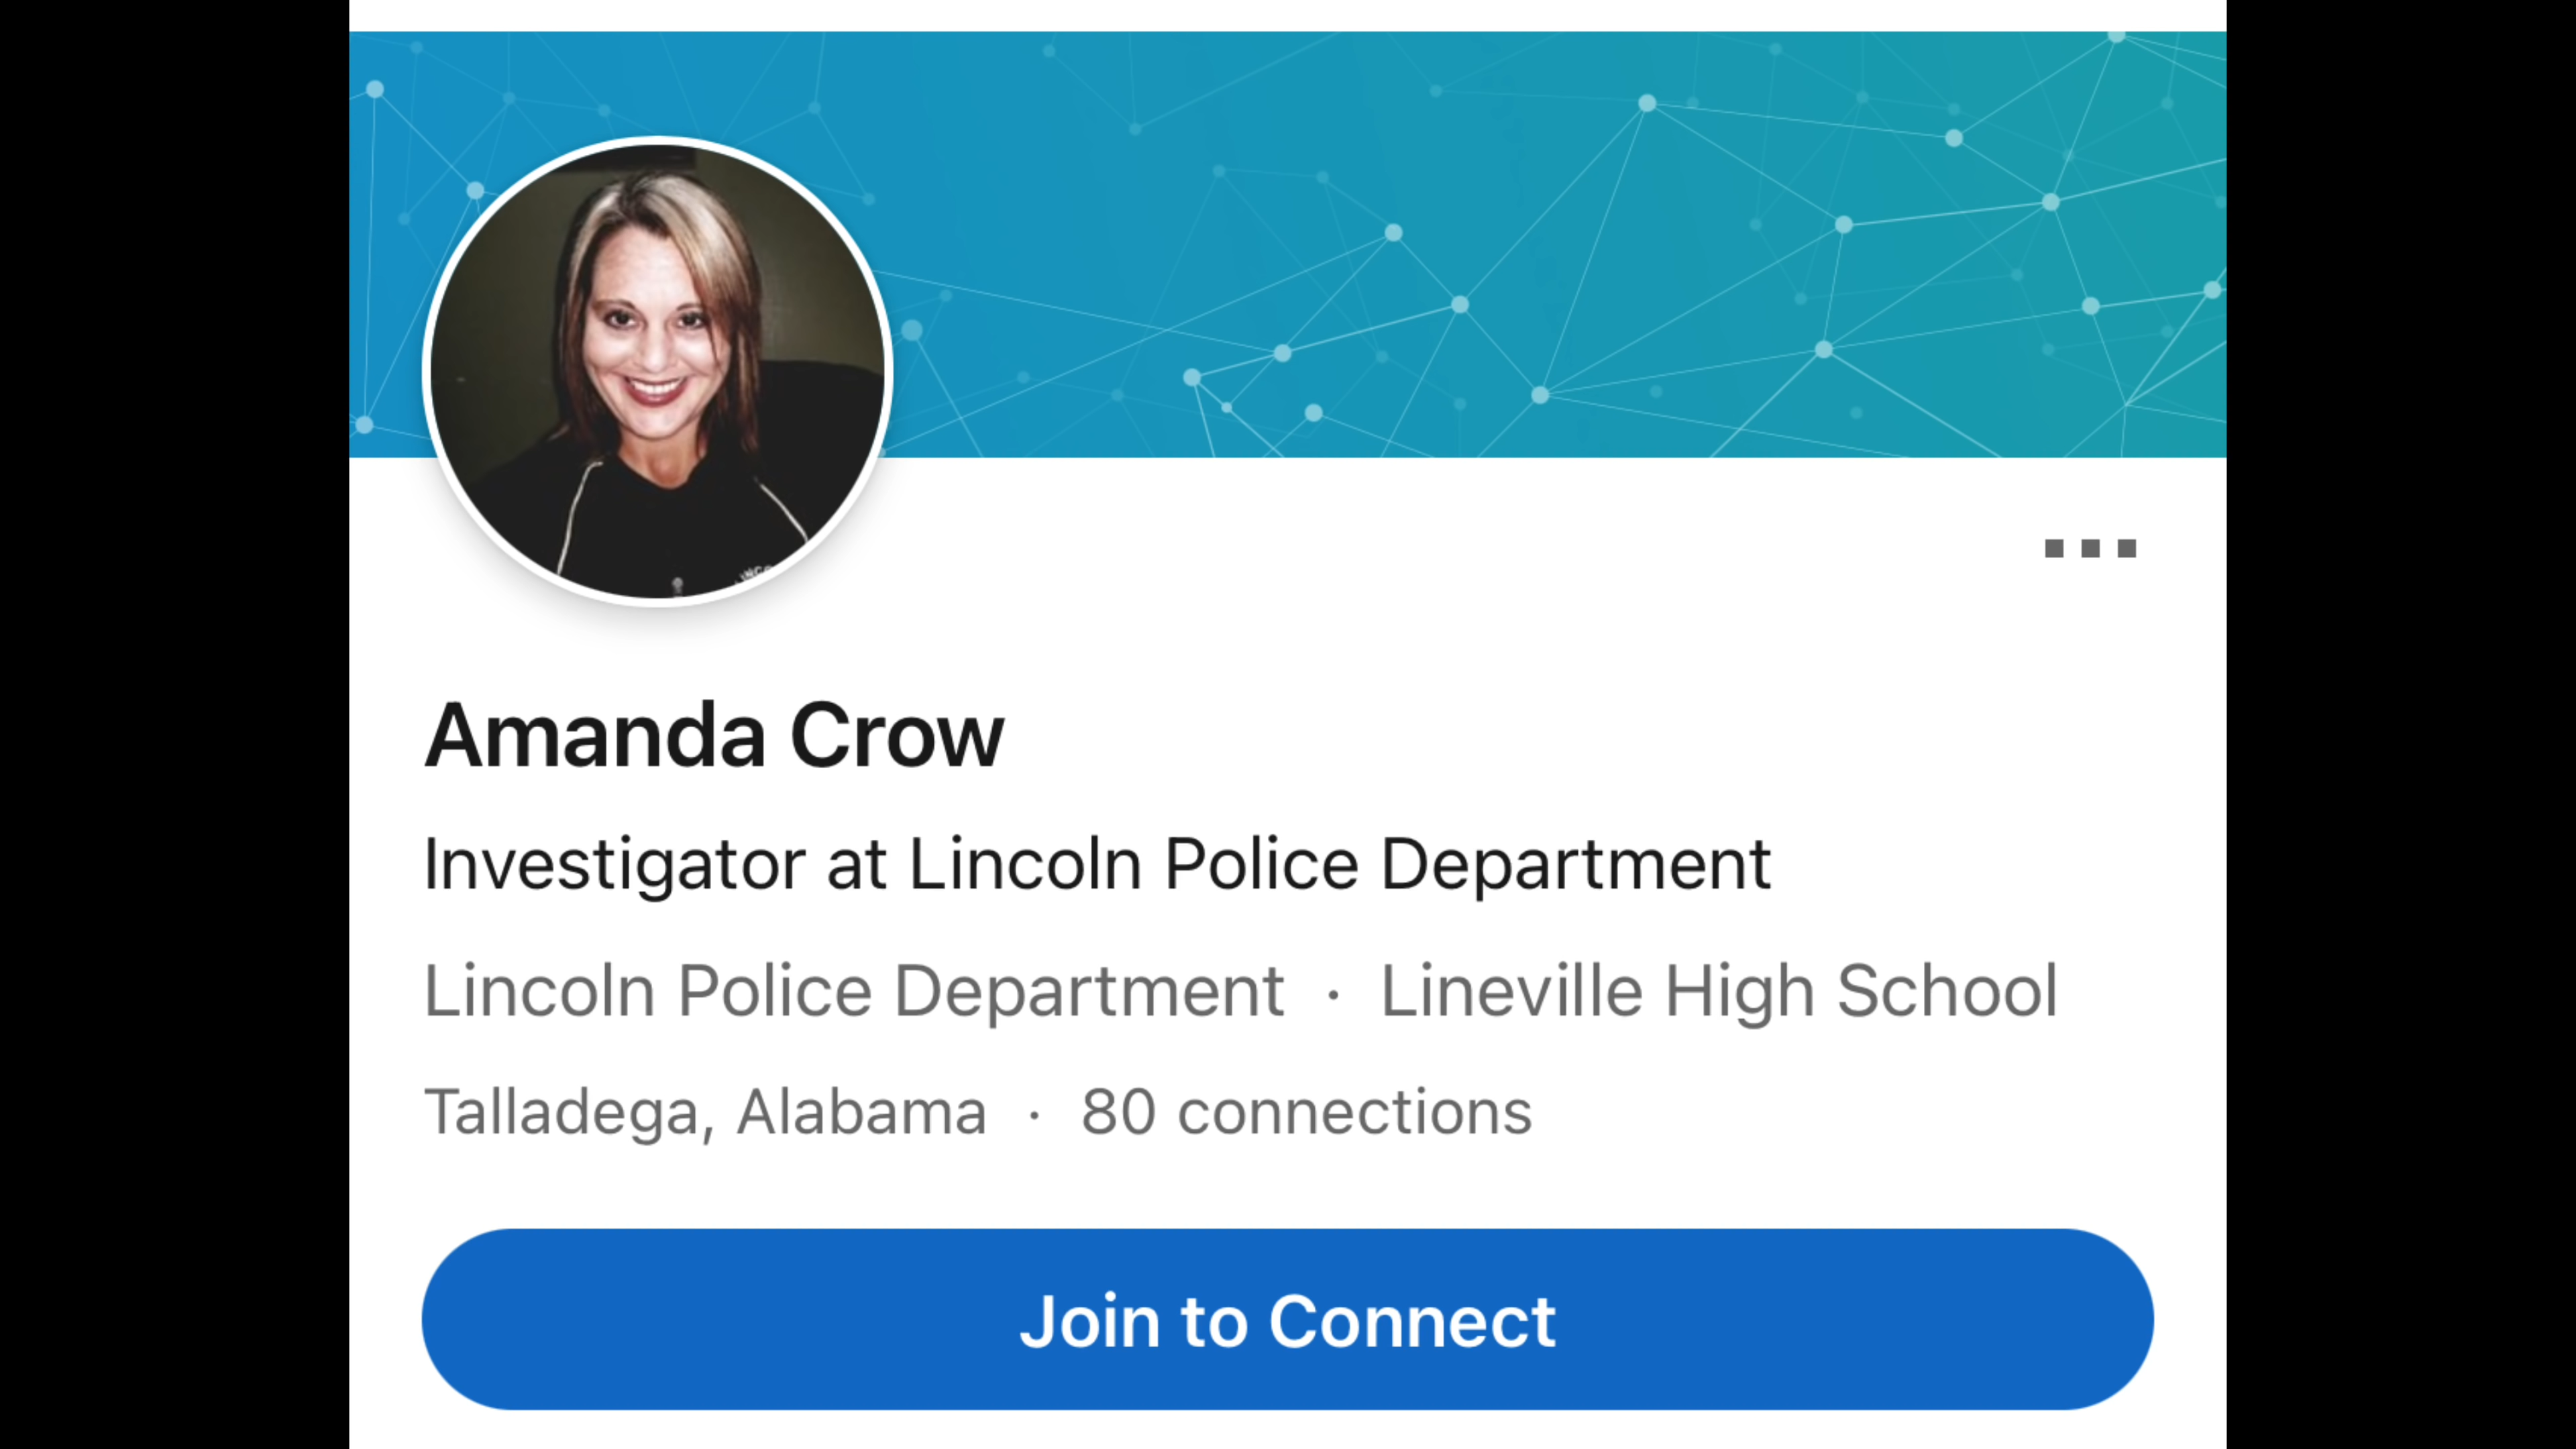 Amanda Crow
Investigator at Lincoln Police Department
Lincoln Police Department · Lineville High School
Talladega, Alabama · 80 connections
Join to Connect